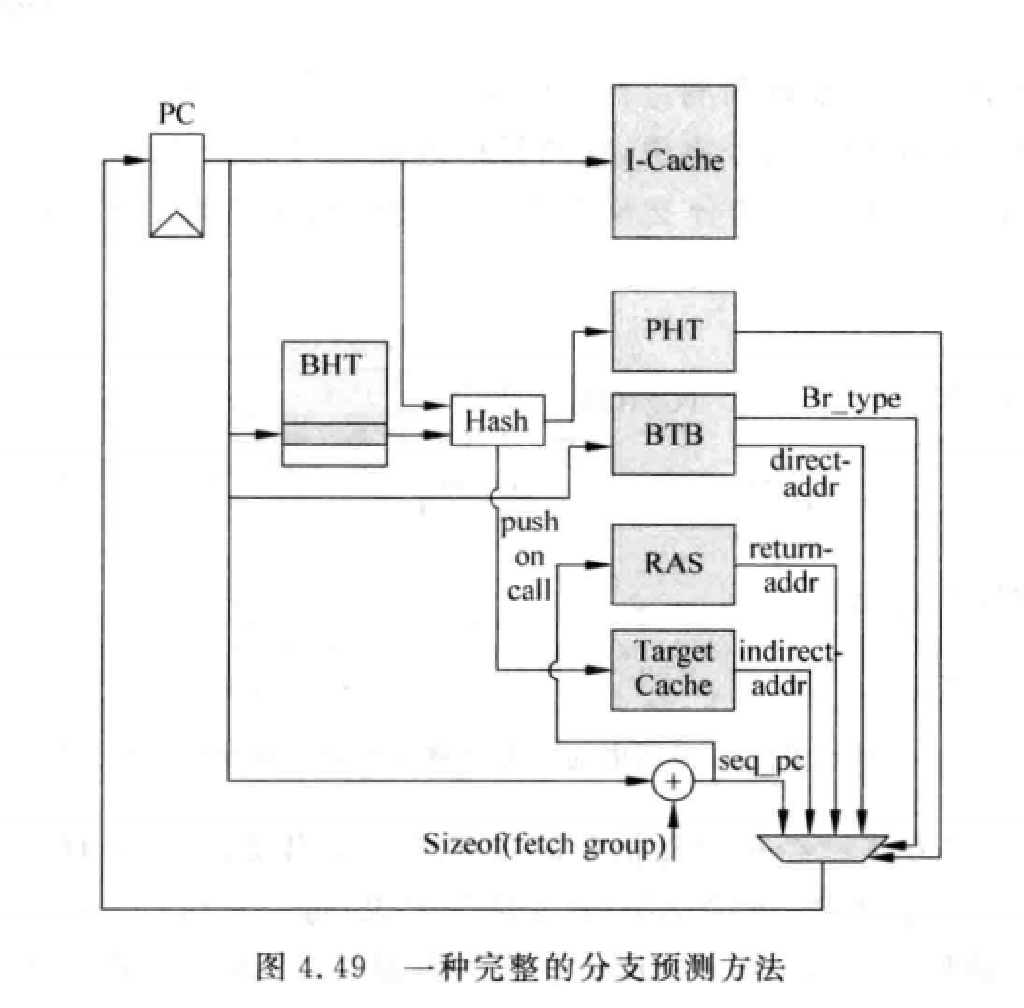 PC
I-Cache
PHT
BHT
Hash
Br_type
BTB
direct-
addr
push
on
call
RAS
return-
addr
Target
Cache
indirect-
addr
seq_pc
+
Sizeof(fetch group)
图 4.49 一种完整的分支预测方法